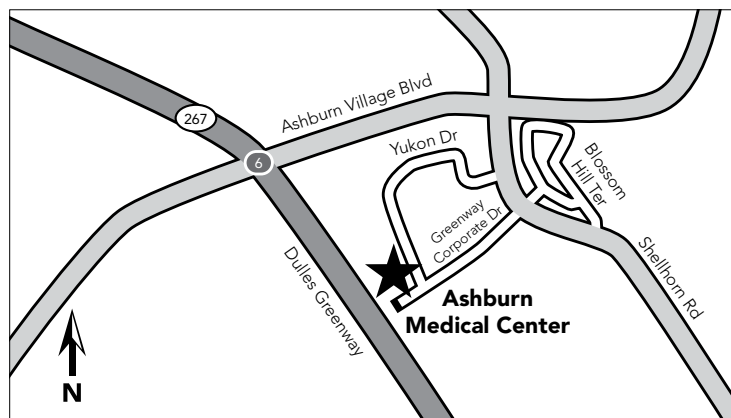 267
Ashburn Village Blvd
6
Yukon Dr
Blossom
Hill Ter
Greenway
Corporate Dr
Dulles Greenway
Shellhorn Rd
Ashburn
Medical Center
N